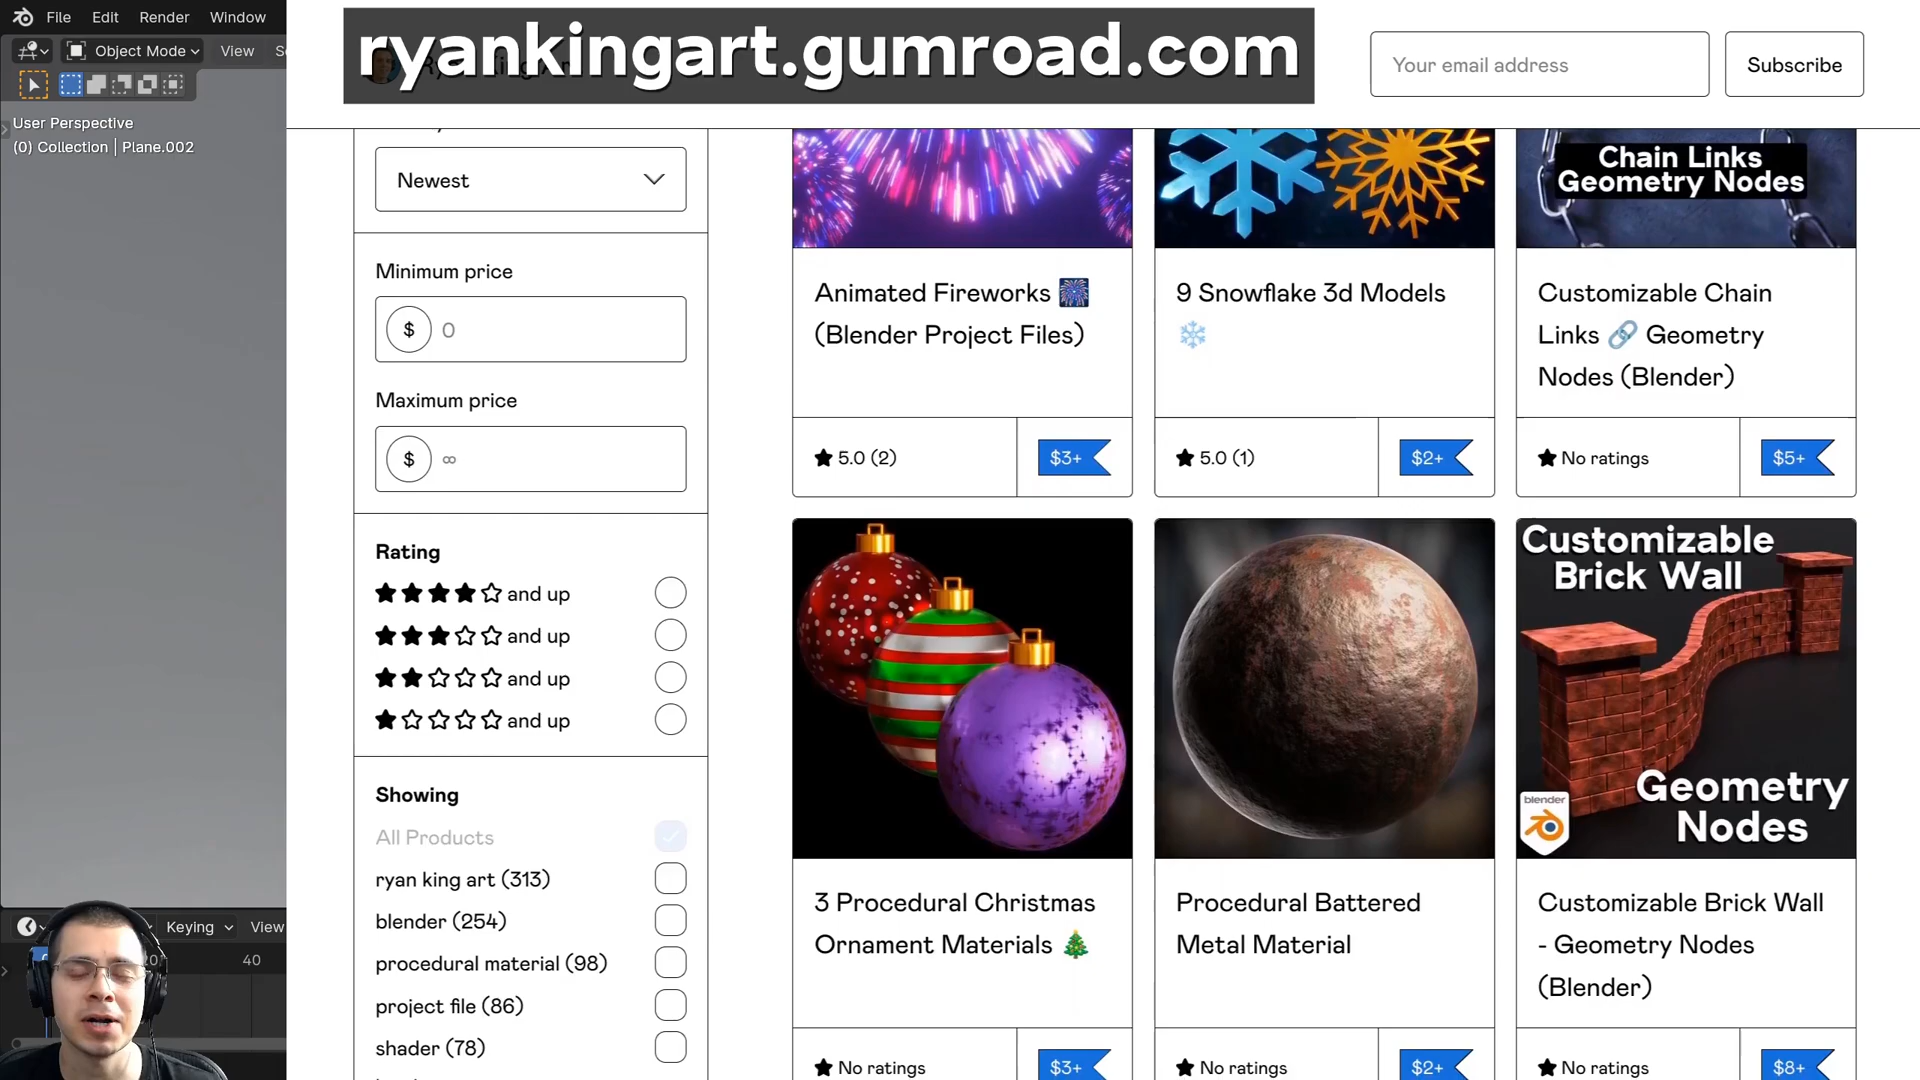 File Edit Render Window
ryankingart.gumroad.com
Your email address
Subscribe
Object Mode View
User Perspective
(0) Collection | Plane.002
Newest
Minimum price
$ 0
Maximum price
$ ∞
Rating
and up
and up
and up
and up
Showing
All Products
ryan king art (313)
blender (254)
procedural material (98)
project file (86)
shader (78)
Animated Fireworks
(Blender Project Files)
5.0 (2) $3+
9 Snowflake 3d Models
5.0 (1) $2+
Chain Links
Geometry Nodes
Customizable Chain
Links 🔗 Geometry
Nodes (Blender)
No ratings $5+
3 Procedural Christmas
Ornament Materials 🎄
No ratings $3+
Procedural Battered
Metal Material
No ratings $2+
Customizable
Brick Wall
blender
Geometry
Nodes
Customizable Brick Wall
- Geometry Nodes
(Blender)
No ratings $8+
Keying View
20 40